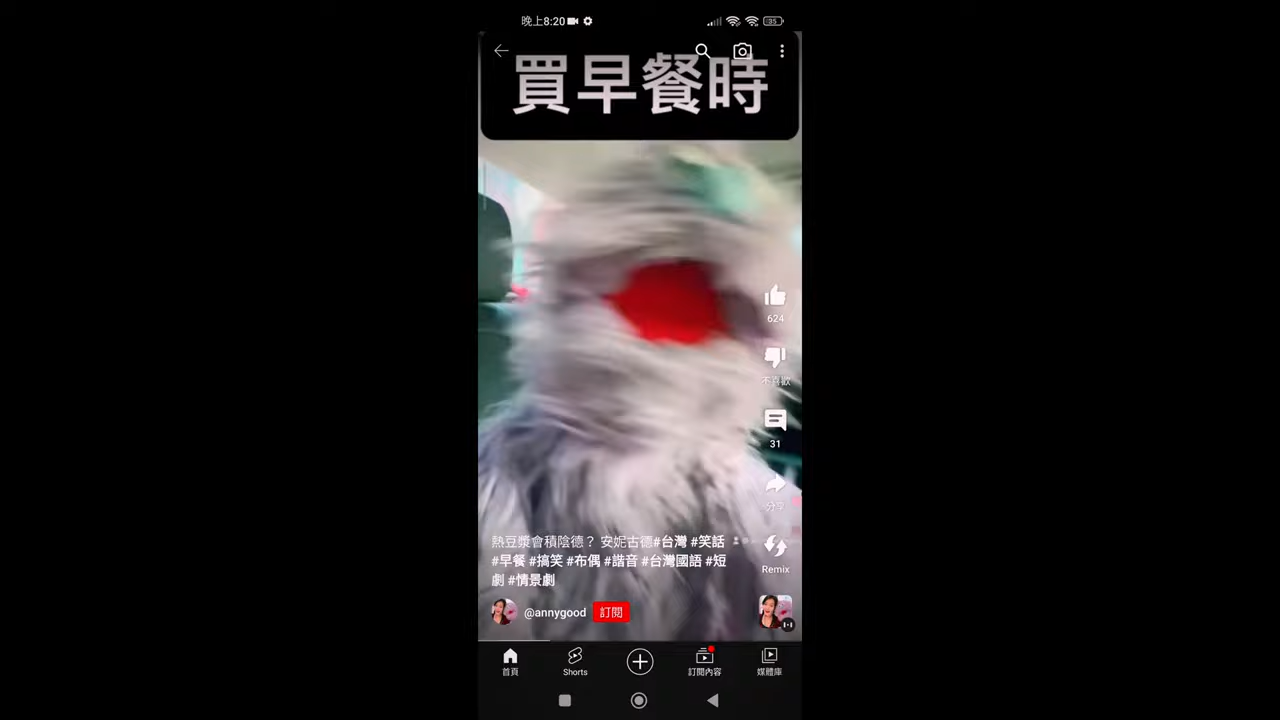 晚上8:20
35
買早餐時
624
不喜歡
31
分享
熱豆漿會積陰德？ 安妮古德#台灣 #笑話
#早餐 #搞笑 #布偶 #諧音 #台灣國語 #短
劇 #情景劇
Remix
@annygood
訂閱
首頁
Shorts
訂閱內容
媒體庫